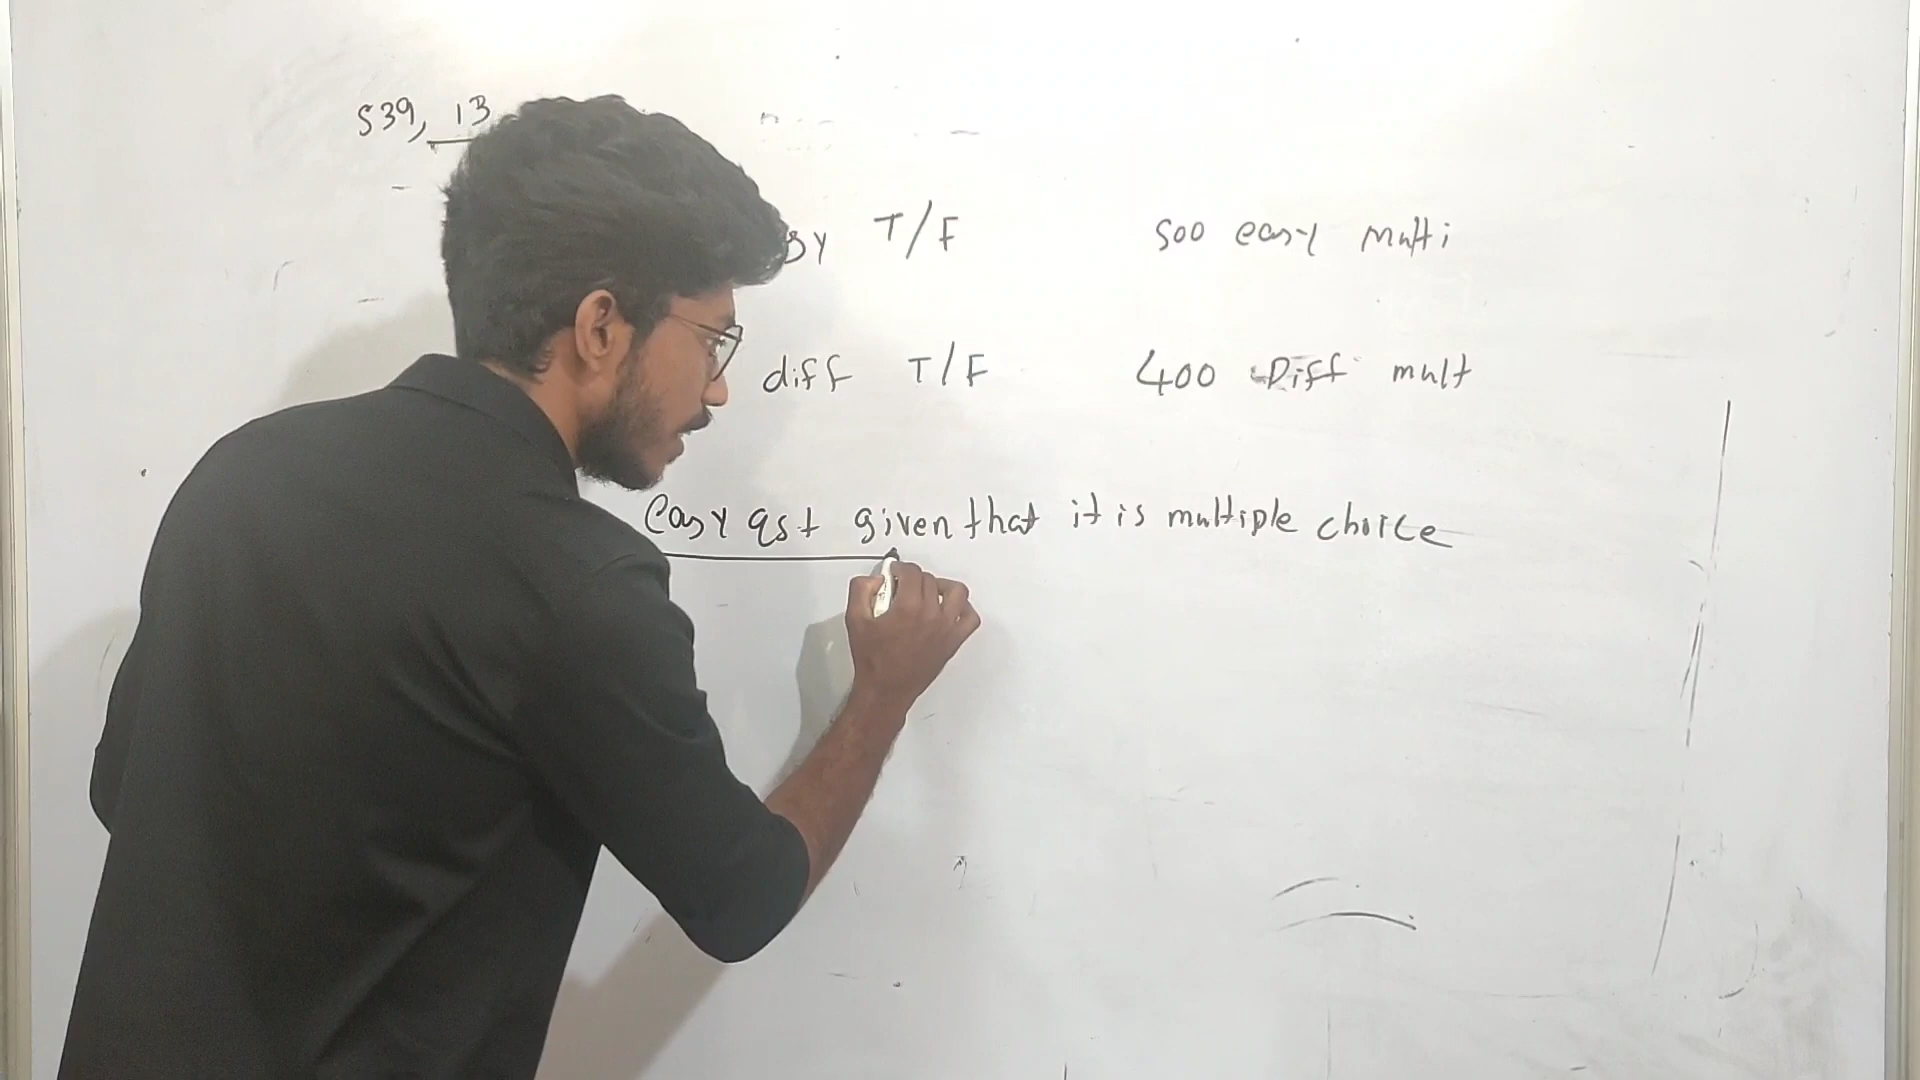 539, 13
T/F 500 easy multi
diff T/F 400 Diff mult
easy qst given that it is multiple choice